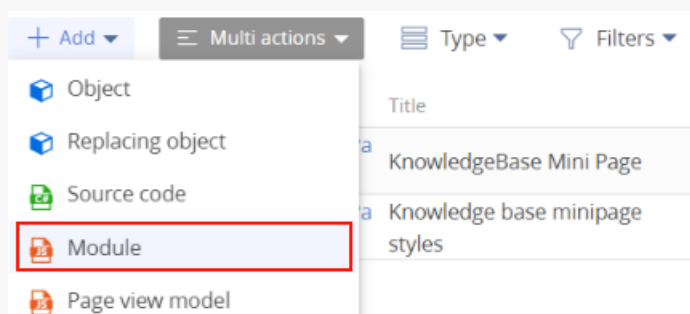 Add
Multi actions
Type
Filters
Object
Title
Replacing object
a
KnowledgeBase Mini Page
Source code
a
Knowledge base minipage
styles
Module
Page view model